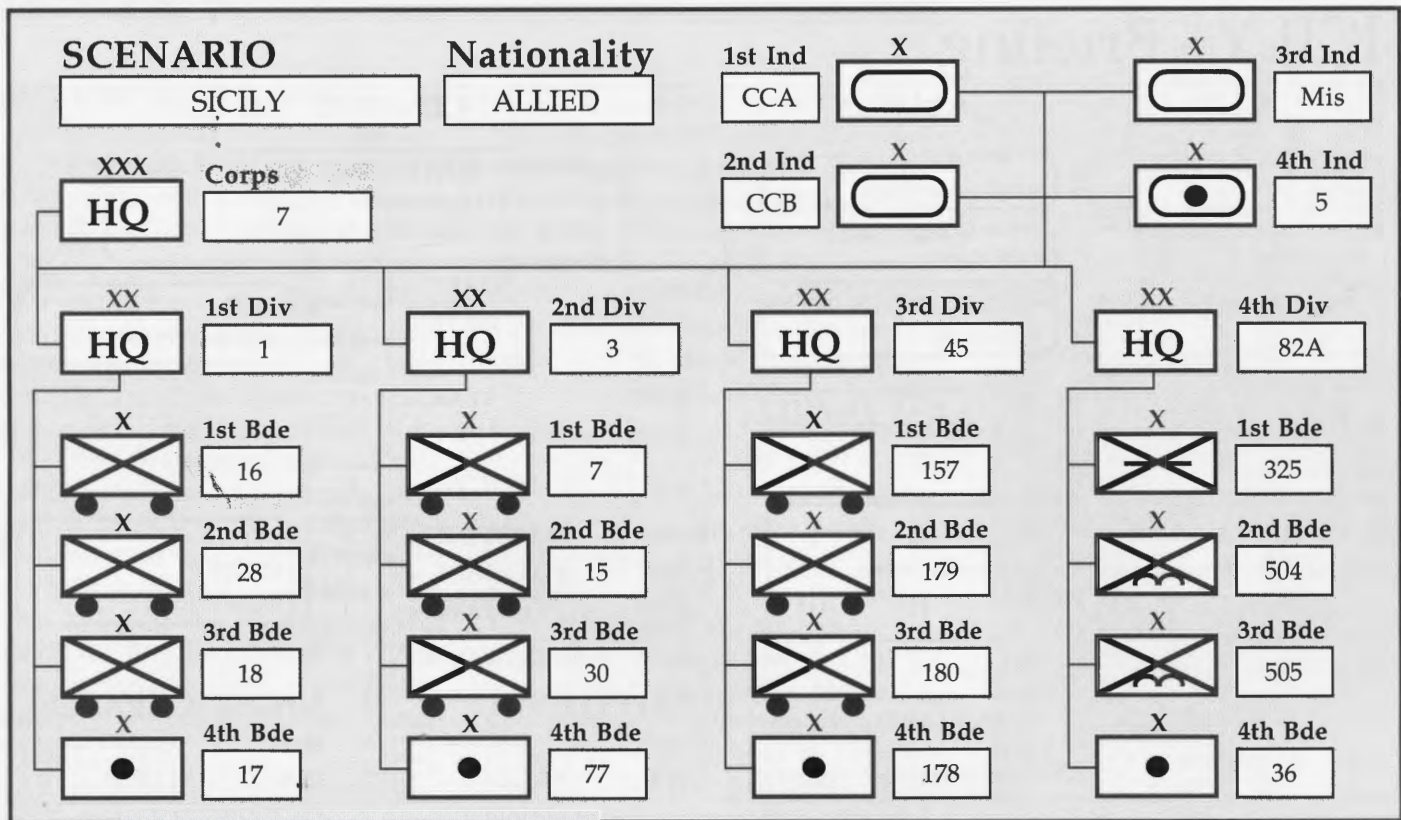 SCENARIO
SICILY
Nationality
ALLIED
1st Ind
CCA
X
X
3rd Ind
Mis
2nd Ind
CCB
X
X
4th Ind
5
XXX
HQ
Corps
7
XX
HQ
1st Div
1
XX
HQ
2nd Div
3
XX
HQ
3rd Div
45
XX
HQ
4th Div
82A
X
1st Bde
16
X
1st Bde
7
X
1st Bde
157
X
1st Bde
325
X
2nd Bde
28
X
2nd Bde
15
X
2nd Bde
179
X
2nd Bde
504
X
3rd Bde
18
X
3rd Bde
30
X
3rd Bde
180
X
3rd Bde
505
X
4th Bde
17
X
4th Bde
77
X
4th Bde
178
X
4th Bde
36